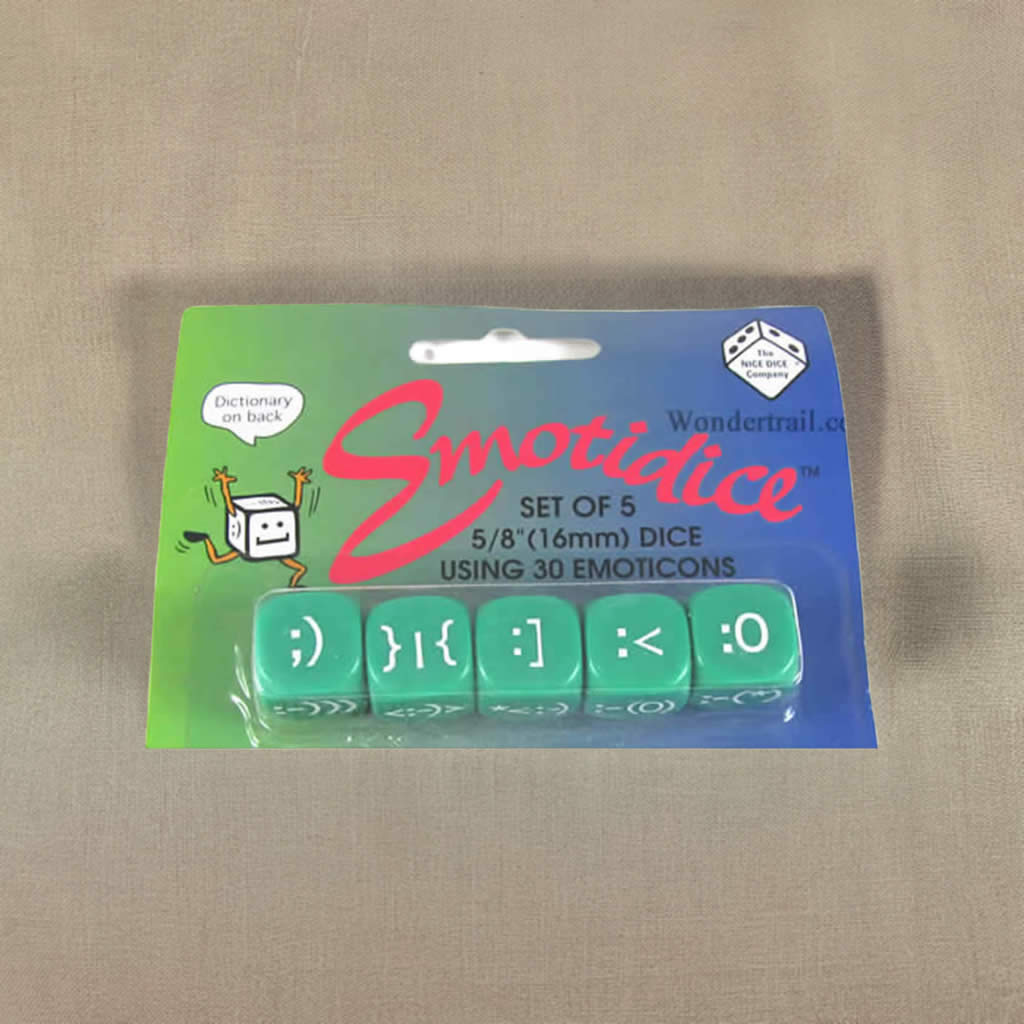 The
NICE DICE
Company
Dictionary
on back
Wondertrail.c
Emotidice™
SET OF 5
5/8"(16mm) DICE
USING 30 EMOTICONS
;) }|{ :] :< :O
:-))) <:-)> *<:-) :-(O) :-(*)